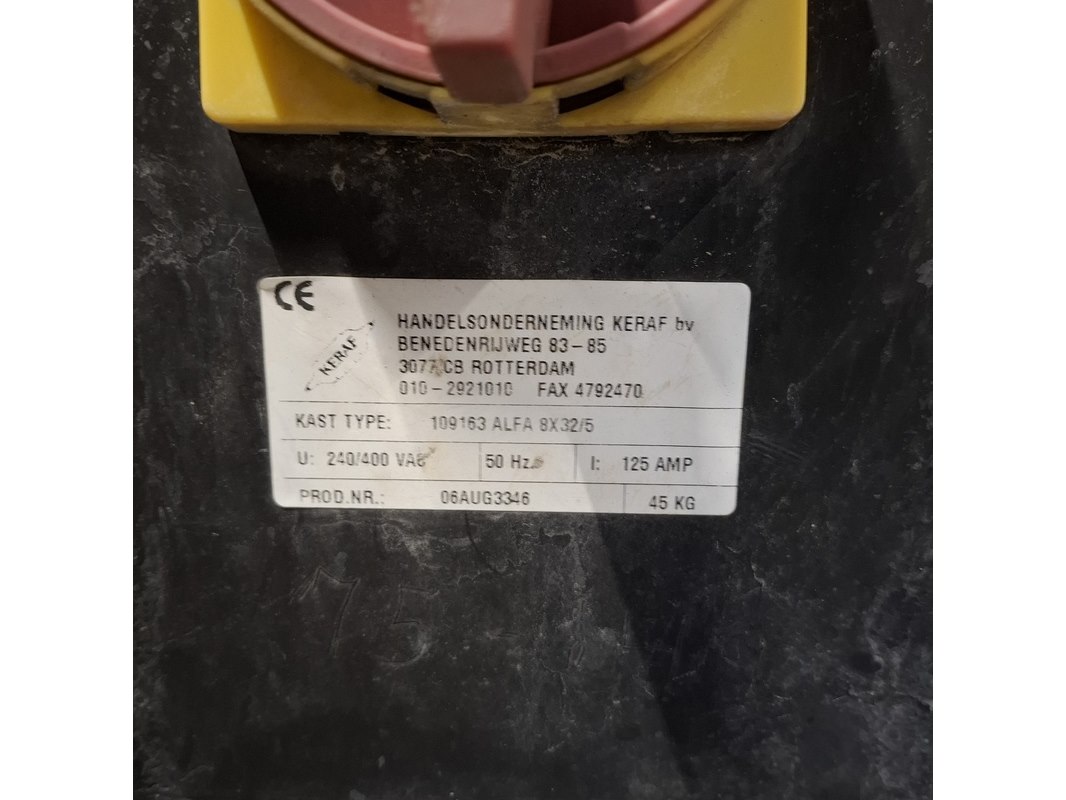 CE
HANDELSONDERNEMING KERAF bv
BENEDENRIJWEG 83-85
KERAF
3077 CB ROTTERDAM
010-2921010 FAX 4792470
KAST TYPE: 109163 ALFA 8X32/5
U: 240/400 VAC 50 Hz. I: 125 AMP
PROD.NR.: 06AUG3346 45 KG
75